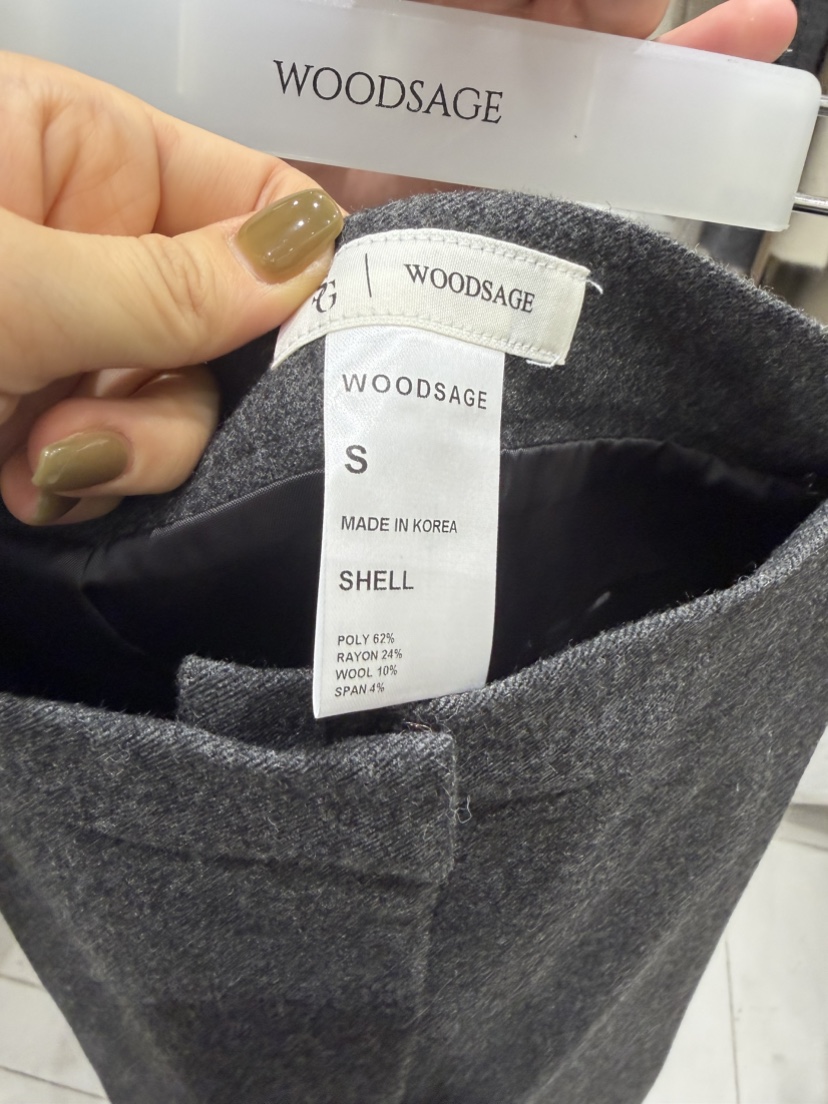 WOODSAGE
WOODSAGE
WOODSAGE
S
MADE IN KOREA
SHELL
POLY 62%
RAYON 24%
WOOL 10%
SPAN 4%